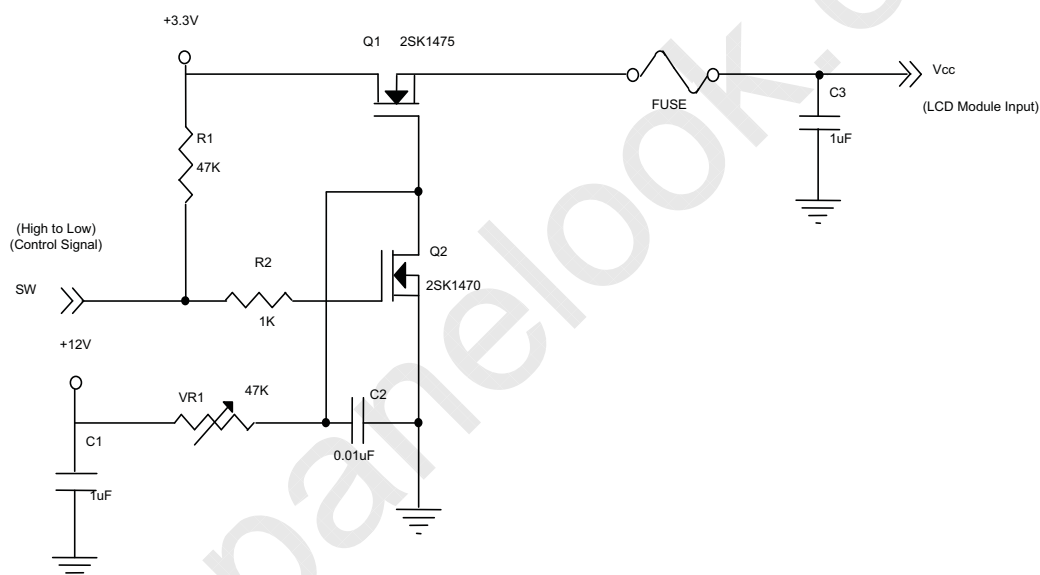 +3.3V
Q1 2SK1475
Vcc
FUSE
C3
(LCD Module Input)
1uF
R1
47K
(High to Low)
(Control Signal)
Q2
R2
SW
2SK1470
1K
+12V
47K
VR1
C2
C1
0.01uF
1uF
panelook.c